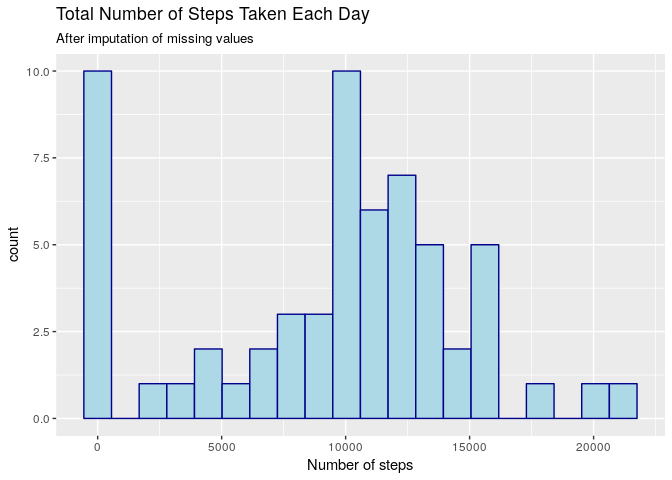 Total Number of Steps Taken Each Day
After imputation of missing values
10.0
7.5
5.0
2.5
0.0
count
0 5000 10000 15000 20000
Number of steps